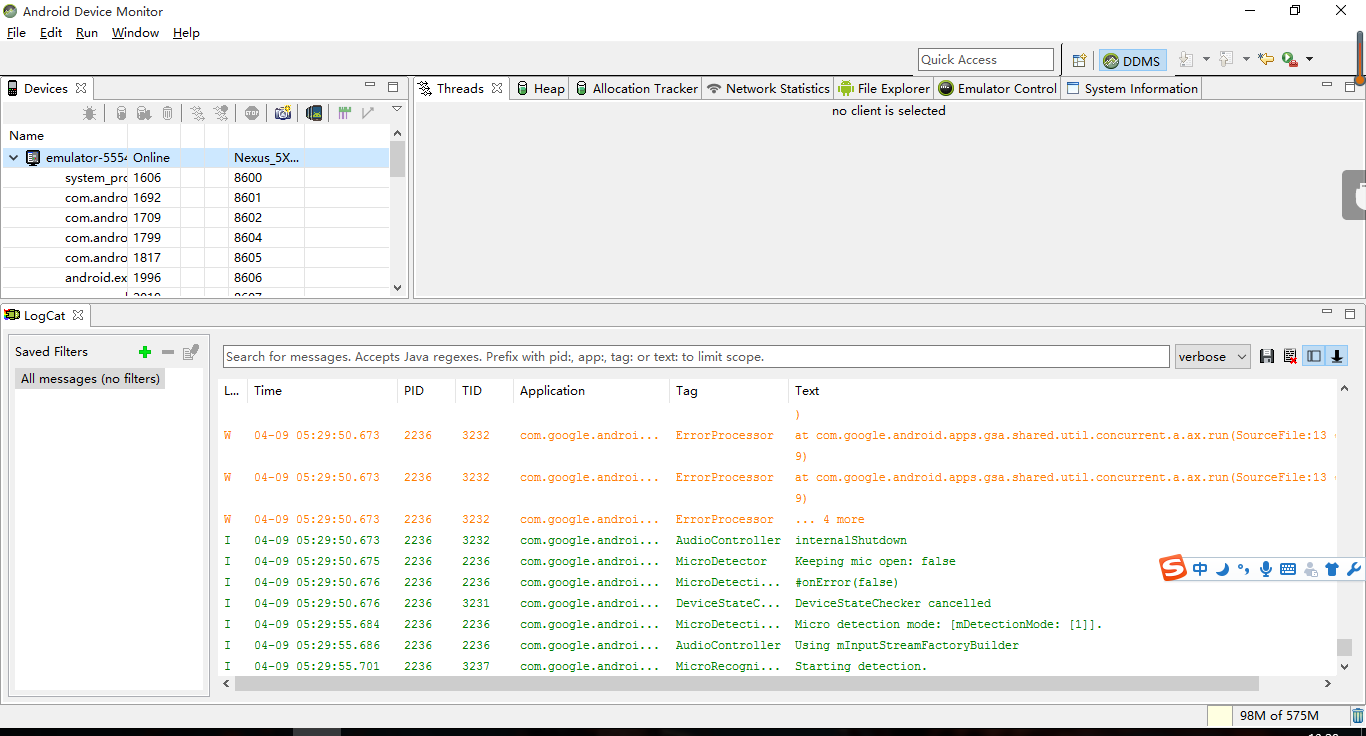 Android Device Monitor
File Edit Run Window Help
Quick Access
DDMS
Devices
Threads Heap Allocation Tracker Network Statistics File Explorer Emulator Control System Information
no client is selected
Name
emulator-5554 Online Nexus_5X...
system_pro 1606 8600
com.andro 1692 8601
com.andro 1709 8602
com.andro 1799 8604
com.andro 1817 8605
android.ex 1996 8606
LogCat
Saved Filters
All messages (no filters)
Search for messages. Accepts Java regexes. Prefix with pid:, app:, tag: or text: to limit scope.
verbose
L... Time PID TID Application Tag Text
)
W 04-09 05:29:50.673 2236 3232 com.google.androi... ErrorProcessor at com.google.android.apps.gsa.shared.util.concurrent.a.ax.run(SourceFile:13
9)
W 04-09 05:29:50.673 2236 3232 com.google.androi... ErrorProcessor at com.google.android.apps.gsa.shared.util.concurrent.a.ax.run(SourceFile:13
9)
W 04-09 05:29:50.673 2236 3232 com.google.androi... ErrorProcessor ... 4 more
I 04-09 05:29:50.673 2236 3232 com.google.androi... AudioController internalShutdown
I 04-09 05:29:50.675 2236 2236 com.google.androi... MicroDetector Keeping mic open: false
I 04-09 05:29:50.676 2236 2236 com.google.androi... MicroDetecti... #onError(false)
I 04-09 05:29:50.676 2236 3231 com.google.androi... DeviceStateC... DeviceStateChecker cancelled
I 04-09 05:29:55.684 2236 2236 com.google.androi... MicroDetecti... Micro detection mode: [mDetectionMode: [1]].
I 04-09 05:29:55.686 2236 2236 com.google.androi... AudioController Using mInputStreamFactoryBuilder
I 04-09 05:29:55.701 2236 3237 com.google.androi... MicroRecogni... Starting detection.
S 中
98M of 575M